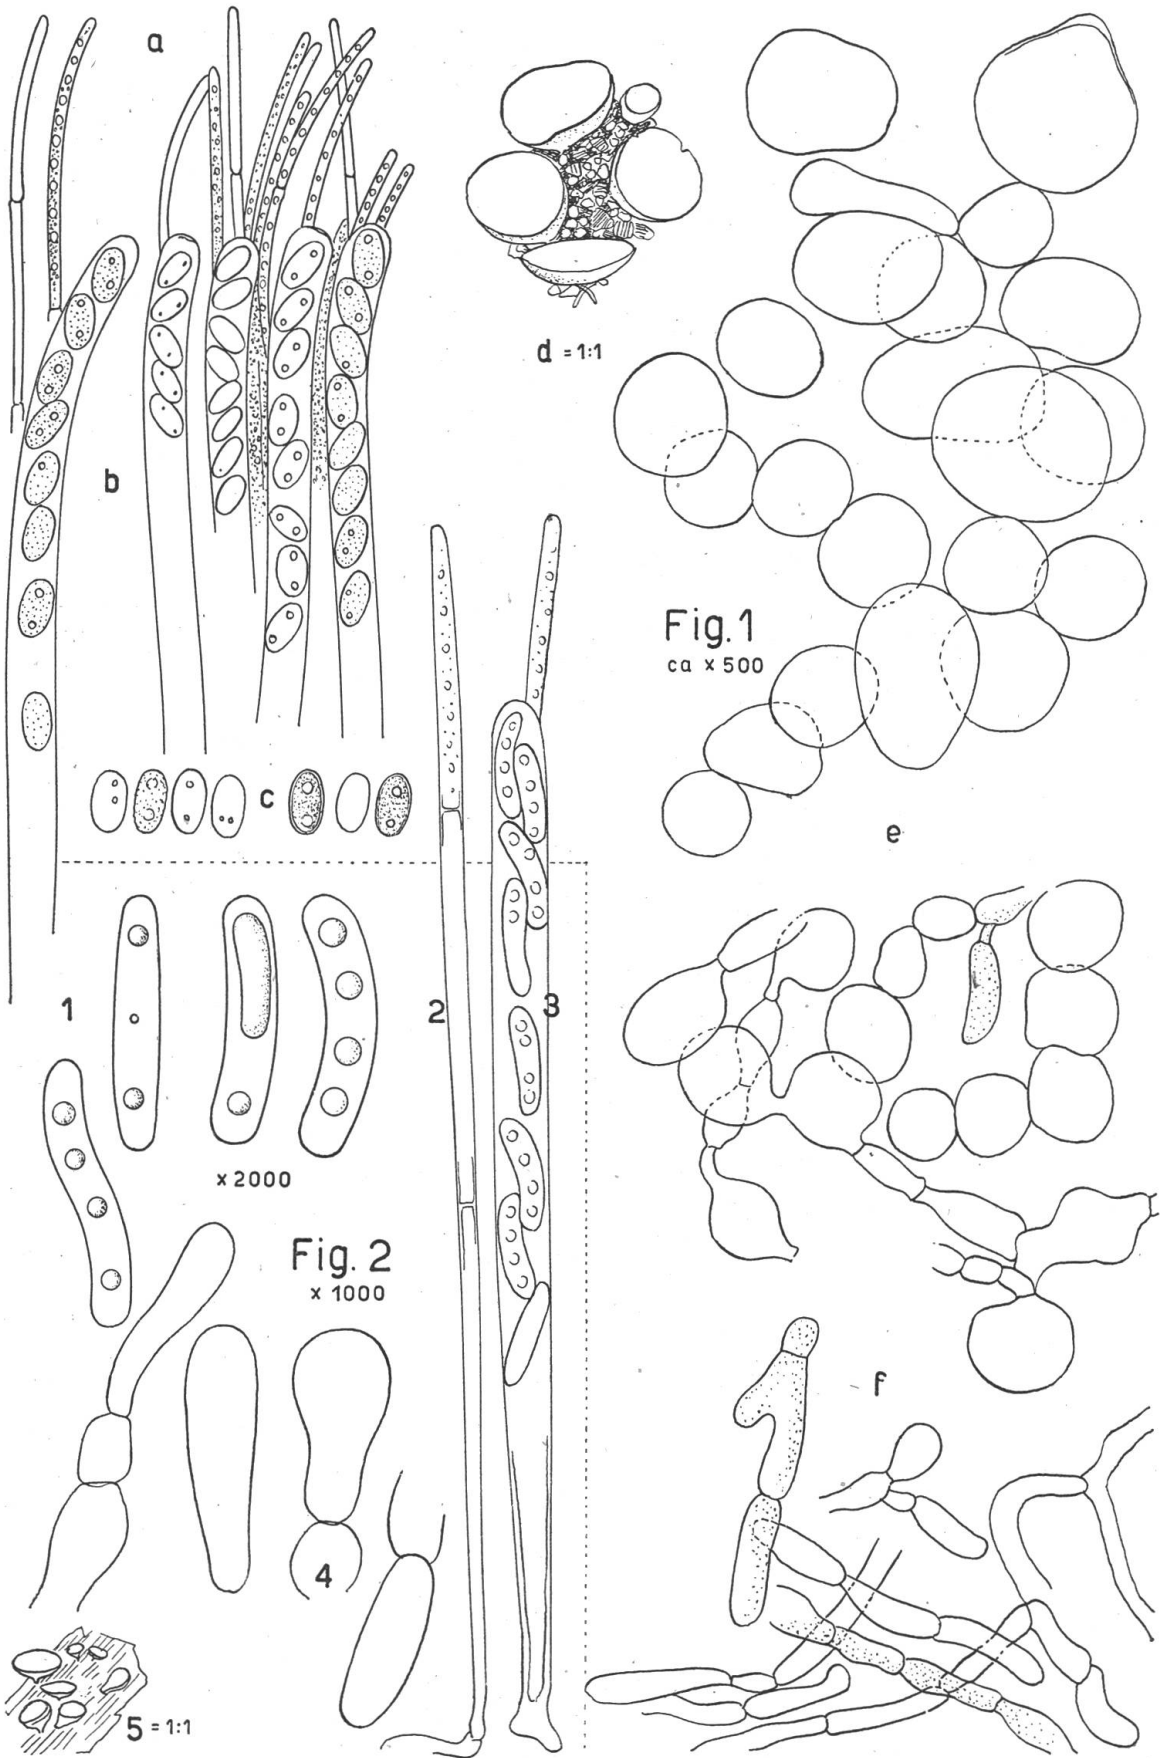 a
d = 1:1
b
Fig. 1
ca × 500
c
e
1
2
3
× 2000
Fig. 2
× 1000
f
4
5 = 1:1